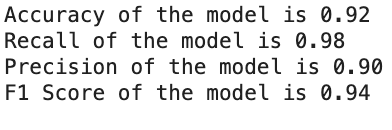 Accuracy of the model is 0.92
Recall of the model is 0.98
Precision of the model is 0.90
F1 Score of the model is 0.94